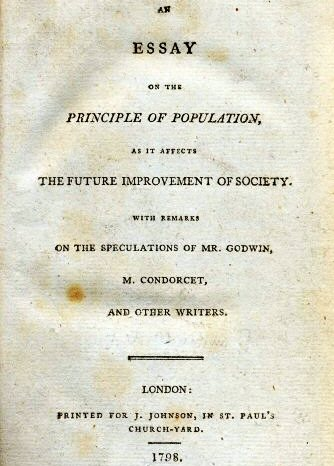 AN
ESSAY
ON THE
PRINCIPLE OF POPULATION,
AS IT AFFECTS
THE FUTURE IMPROVEMENT OF SOCIETY.
WITH REMARKS
ON THE SPECULATIONS OF MR. GODWIN,
M. CONDORCET,
AND OTHER WRITERS.
LONDON:
PRINTED FOR J. JOHNSON, IN ST. PAUL'S
CHURCH-YARD.
1798.